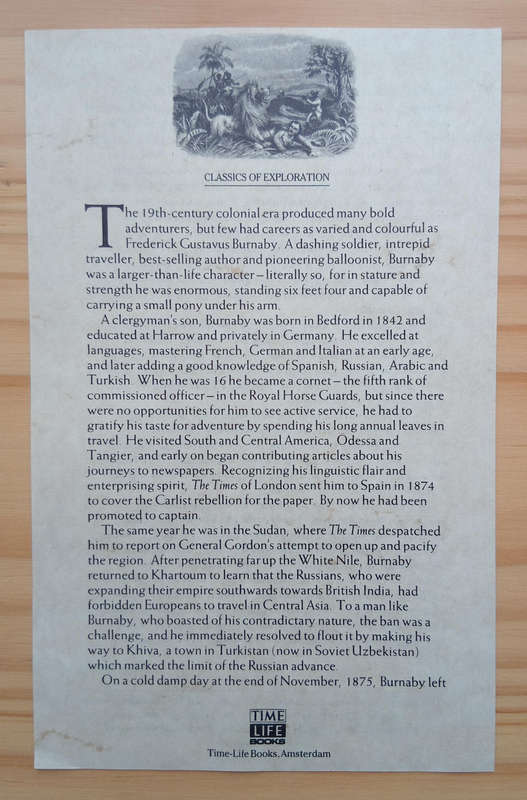 CLASSICS OF EXPLORATION
The 19th-century colonial era produced many bold
adventurers, but few had careers as varied and colourful as
Frederick Gustavus Burnaby. A dashing soldier, intrepid
traveller, best-selling author and pioneering balloonist, Burnaby
was a larger-than-life character – literally so, for in stature and
strength he was enormous, standing six feet four and capable of
carrying a small pony under his arm.
A clergyman's son, Burnaby was born in Bedford in 1842 and
educated at Harrow and privately in Germany. He excelled at
languages, mastering French, German and Italian at an early age,
and later adding a good knowledge of Spanish, Russian, Arabic and
Turkish. When he was 16 he became a cornet – the fifth rank of
commissioned officer – in the Royal Horse Guards, but since there
were no opportunities for him to see active service, he had to
gratify his taste for adventure by spending his long annual leaves in
travel. He visited South and Central America, Odessa and
Tangier, and early on began contributing articles about his
journeys to newspapers. Recognizing his linguistic flair and
enterprising spirit, The Times of London sent him to Spain in 1874
to cover the Carlist rebellion for the paper. By now he had been
promoted to captain.
The same year he was in the Sudan, where The Times despatched
him to report on General Gordon's attempt to open up and pacify
the region. After penetrating far up the White Nile, Burnaby
returned to Khartoum to learn that the Russians, who were
expanding their empire southwards towards British India, had
forbidden Europeans to travel in Central Asia. To a man like
Burnaby, who boasted of his contradictary nature, the ban was a
challenge, and he immediately resolved to flout it by making his
way to Khiva, a town in Turkistan (now in Soviet Uzbekistan)
which marked the limit of the Russian advance.
On a cold damp day at the end of November, 1875, Burnaby left
TIME
LIFE
BOOKS
Time-Life Books, Amsterdam